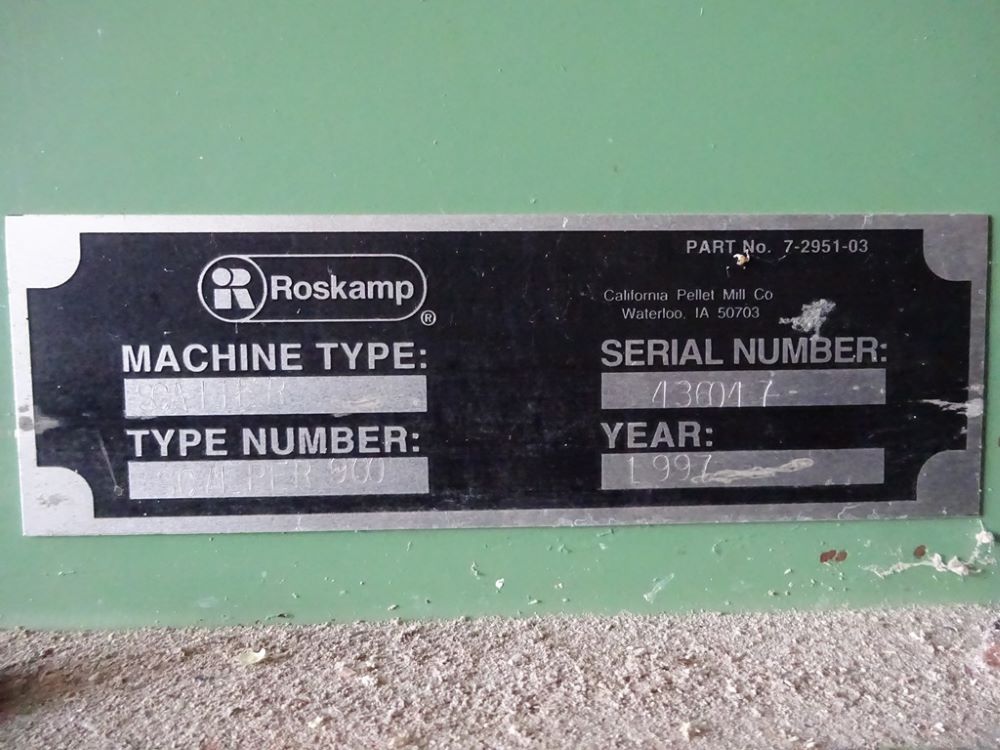 PART No. 7-2951-03
R Roskamp ®
California Pellet Mill Co
Waterloo, IA 50703
MACHINE TYPE:
SERIAL NUMBER:
TYPE NUMBER:
SCALPER 900
YEAR:
1997